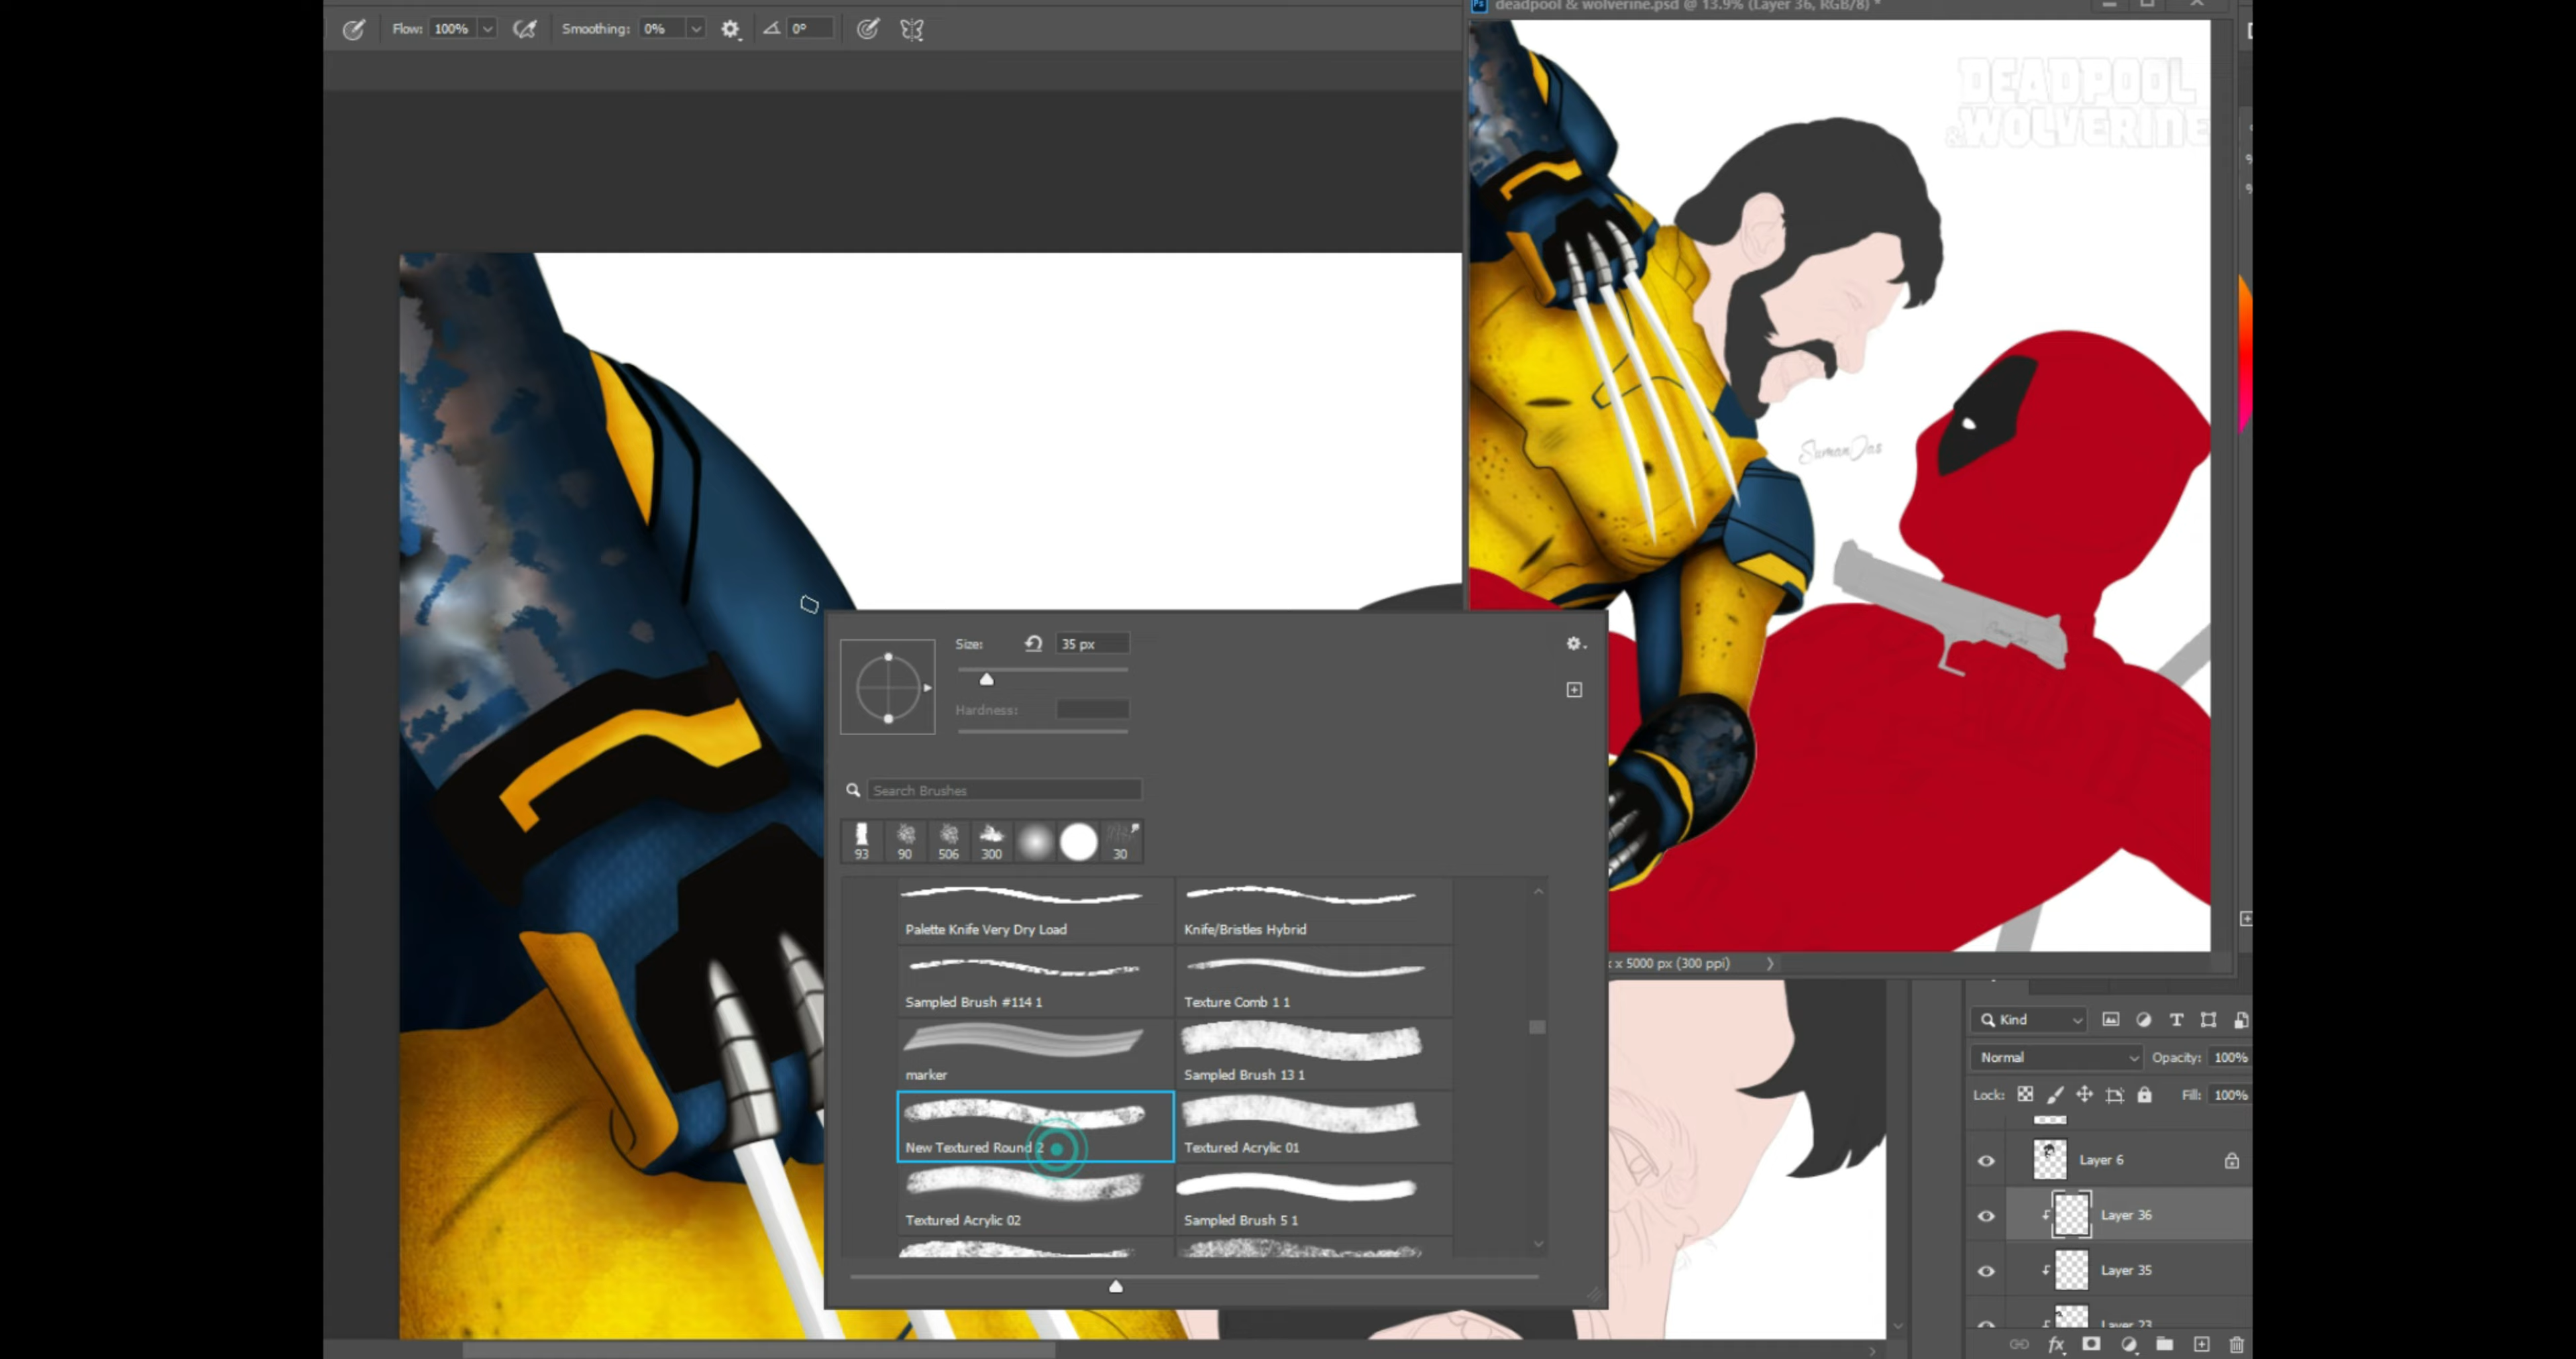 Flow: 100%
Smoothing: 0%
0°
deadpool & wolverine.psd @ 13.9% (Layer 36, RGB/8) *
DEADPOOL
& WOLVERINE
SumanDas
Size: 35 px
Hardness:
Search Brushes
93 90 506 300 30
Palette Knife Very Dry Load
Knife/Bristles Hybrid
Sampled Brush #114 1
Texture Comb 1 1
marker
Sampled Brush 13 1
New Textured Round 2
Textured Acrylic 01
Textured Acrylic 02
Sampled Brush 5 1
x 5000 px (300 ppi)
Kind
Normal
Opacity: 100%
Lock:
Fill: 100%
Layer 6
Layer 36
Layer 35
Layer 23